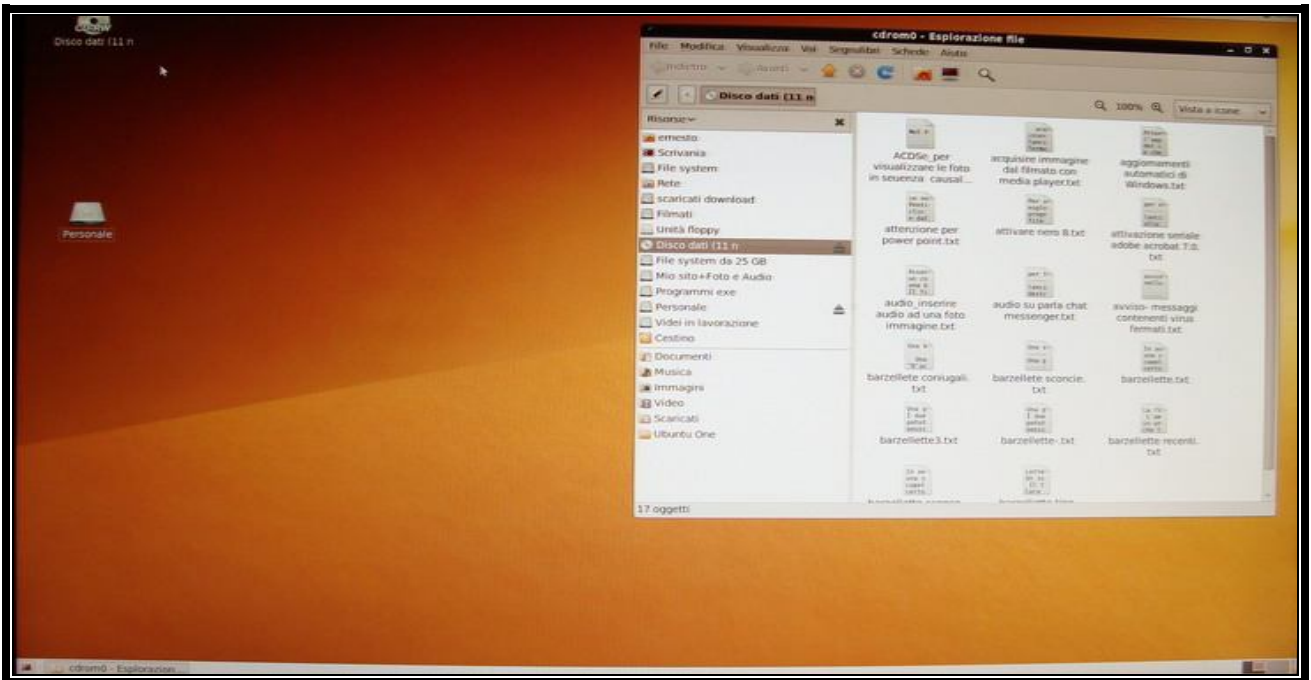 Disco dati (11 n
Personale
cdrom0 - Esplorazione file
File Modifica Visualizza Vai Segnalibri Schede Aiuto
Indietro Avanti
Disco dati (11 n
100% Vista a icone
Risorse
ernesto
Scrivania
File system
Rete
scaricati download
Filmati
Unità floppy
Disco dati (11 n
File system da 25 GB
Mio sito+Foto e Audio
Programmi exe
Personale
Videi in lavorazione
Cestino
Documenti
Musica
Immagini
Video
Scaricati
Ubuntu One
ACDSe_per
visualizzare le foto
in seuenza causal...
acquisire immagine
dal filmato con
media player.txt
aggiornamenti
automatici di
Windows.txt
attenzione per
power point.txt
attivare nero 8.txt
attivazione seriale
adobe acrobat 7.0.
txt
audio_inserire
audio ad una foto
immagine.txt
audio su parla chat
messenger.txt
avviso- messaggi
contenenti virus
fermati.txt
barzellete coniugali.
txt
barzellete sconcie.
txt
barzellette.txt
barzellette3.txt
barzellette-.txt
barzellette recenti.
txt
17 oggetti
cdrom0 - Esplorazion...